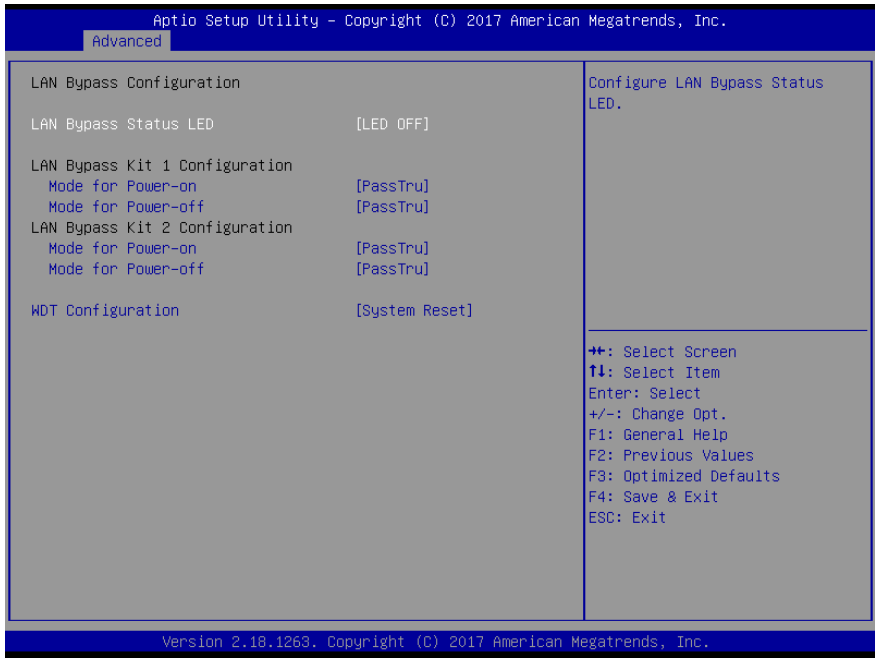 Aptio Setup Utility – Copyright (C) 2017 American Megatrends, Inc.
Advanced
LAN Bypass Configuration
LAN Bypass Status LED [LED OFF]
LAN Bypass Kit 1 Configuration
Mode for Power-on [PassTru]
Mode for Power-off [PassTru]
LAN Bypass Kit 2 Configuration
Mode for Power-on [PassTru]
Mode for Power-off [PassTru]
WDT Configuration [System Reset]
Configure LAN Bypass Status
LED.
→←: Select Screen
↑↓: Select Item
Enter: Select
+/-: Change Opt.
F1: General Help
F2: Previous Values
F3: Optimized Defaults
F4: Save & Exit
ESC: Exit
Version 2.18.1263. Copyright (C) 2017 American Megatrends, Inc.